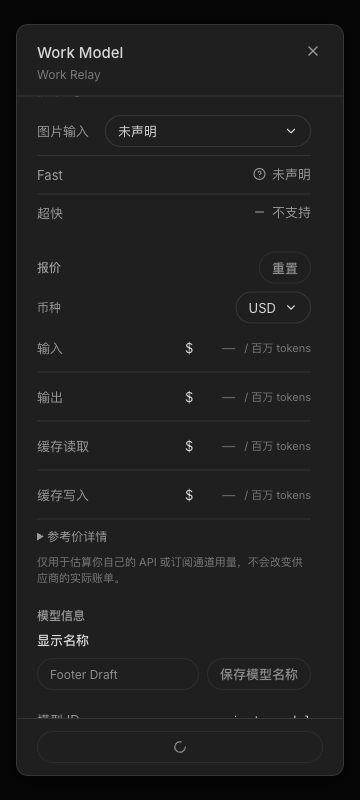 Work Model
Work Relay
图片输入 未声明
Fast 未声明
超快 — 不支持
报价 重置
币种 USD
输入 $ — / 百万 tokens
输出 $ — / 百万 tokens
缓存读取 $ — / 百万 tokens
缓存写入 $ — / 百万 tokens
参考价详情
仅用于估算你自己的 API 或订阅通道用量，不会改变供
应商的实际账单。
模型信息
显示名称
Footer Draft 保存模型名称
模型 ID